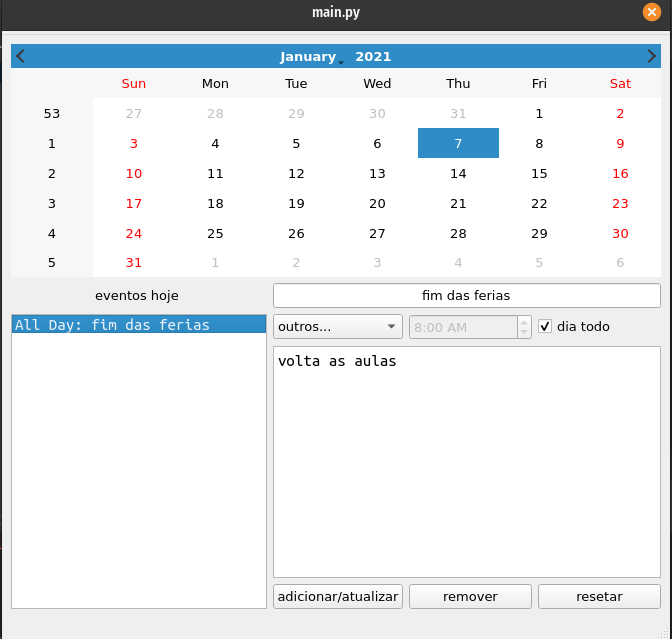 main.py
January 2021
Sun Mon Tue Wed Thu Fri Sat
53 27 28 29 30 31 1 2
1 3 4 5 6 7 8 9
2 10 11 12 13 14 15 16
3 17 18 19 20 21 22 23
4 24 25 26 27 28 29 30
5 31 1 2 3 4 5 6
eventos hoje fim das ferias
All Day: fim das ferias outros... 8:00 AM dia todo
volta as aulas
adicionar/atualizar remover resetar